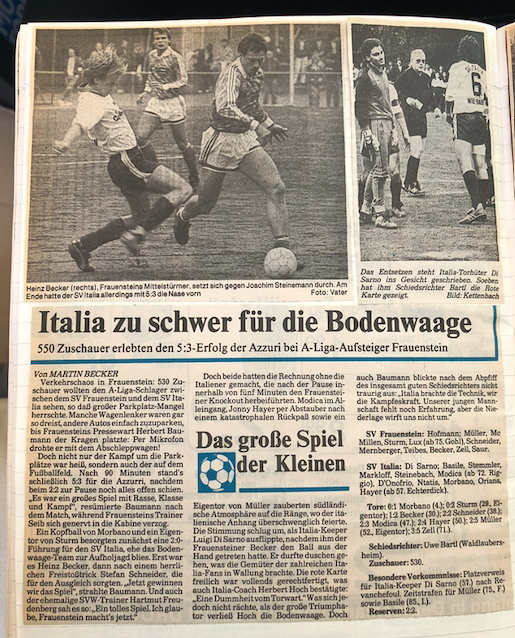 6
WIE
Heinz Becker (rechts), Frauensteins Mittelstürmer, setzt sich gegen Joachim Steinemann durch. Am
Ende hatte der SV Italia allerdings mit 5:3 die Nase vorn
Foto: Vater
Das Entsetzen steht Italia-Torhüter Di
Sarno ins Gesicht geschrieben. Soeben
hat ihm Schiedsrichter Bartl die Rote
Karte gezeigt. Bild: Kettenbach
Italia zu schwer für die Bodenwaage
550 Zuschauer erlebten den 5:3-Erfolg der Azzuri bei A-Liga-Aufsteiger Frauenstein
Von MARTIN BECKER
Verkehrschaos in Frauenstein: 530 Zu-
schauer wollten den A-Liga-Schlager
zwischen dem SV Frauenstein und dem SV Ita-
lia sehen, so daß großer Parkplatz-Mangel
herrschte. Manche Wagenlenker waren gar
so dreist, andere Autos einfach zuzuparken,
bis Frauensteins Pressewart Herbert Bau-
mann der Kragen platzte: Per Mikrofon
drohte er mit dem Abschleppwagen!
Doch nicht nur der Kampf um die Park-
plätze war heiß, sondern auch der auf dem
Fußballfeld. Nach 90 Minuten stand's
schließlich 5:3 für die Azzuri, nachdem
beim 2:2 zur Pause noch alles offen schien.
„Es war ein großes Spiel mit Rasse, Klasse
und Kampf", resümierte Baumann nach
dem Match, während Frauensteins Trainer
Seib sich genervt in die Kabine verzog.
Ein Kopfball von Morbano und ein Eigen-
tor von Sturm besorgten zunächst eine 2:0-
Führung für den SV Italia, ehe das Boden-
waage-Team zur Aufholjagd blies. Erst war
es Heinz Becker, dann nach einem herrli-
chen Freistoßtrick Stefan Schneider, die
für den Ausgleich sorgten. „Jetzt gewinnen
wir das Spiel", strahlte Baumann. Und auch
der ehemalige SVW-Trainer Hartmut Freu-
denberg sah es so: „Ein tolles Spiel. Ich glau-
be, Frauenstein macht's jetzt."
Doch beide hatten die Rechnung ohne die
Italiener gemacht, die nach der Pause in-
nerhalb von fünf Minuten den Frauenstei-
ner Knockout herbeiführten. Modica im Al-
leingang, Jonny Hayer per Abstauber nach
einem katastrophalen Rückpaß sowie ein
Das große Spiel
der Kleinen
Eigentor von Müller zauberten südländi-
sche Atmosphäre auf die Ränge, wo der ita-
lienische Anhang überschwenglich feierte.
Die Stimmung schlug um, als Italia-Keeper
Luigi Di Sarno ausflippte, nachdem ihm der
Frauensteiner Becker den Ball aus der
Hand getreten hatte. Er durfte duschen ge-
hen, was die Gemüter der zahlreichen Ita-
lia-Fans in Wallung brachte. Die rote Karte
freilich war vollends gerechtfertigt, was
auch Italia-Coach Herbert Hoch bestätigte:
„Eine Dummheit vom Torwart." Was sich je-
doch nicht rächte, als der große Triumpha-
tor verließ Hoch die Bodenwaage. Doch
auch Baumann blickte nach dem Abpfiff
des insgesamt guten Schiedsrichters nicht
traurig aus: „Italia brachte die Technik, wir
die Kampfeskraft. Unserer jungen Mann-
schaft fehlt noch Erfahrung, aber die Nie-
derlage wirft uns nicht um."
SV Frauenstein: Hofmann; Müller, Mc
Millen, Sturm, Lux (ab 75. Gohl), Schneider,
Mernberger, Teibes, Becker, Zell, Saur.
SV Italia: Di Sarno; Basile, Stemmler,
Markloff, Steinebach, Modica (ab 72. Rig-
gio), D'Onofrio, Ntatis, Morbano, Oriana,
Hayer (ab 57. Echterdick).
Tore: 0:1 Morbano (4.); 0:2 Sturm (29., Ei-
gentor); 1:2 Becker (30.); 2:2 Schneider (38.);
2:3 Modica (47.); 2:4 Hayer (50.); 2:5 Müller
(52., Eigentor); 3:5 Zell (71.).
Schiedsrichter: Uwe Bartl (Waldlaubers-
heim).
Zuschauer: 530.
Besondere Vorkommnisse: Platzverweis
für Italia-Keeper Di Sarno (57.) nach Re-
vanchefoul. Zeitstrafen für Müller (75., F.)
sowie Basile (85., I.).
Reserven: 2:2.